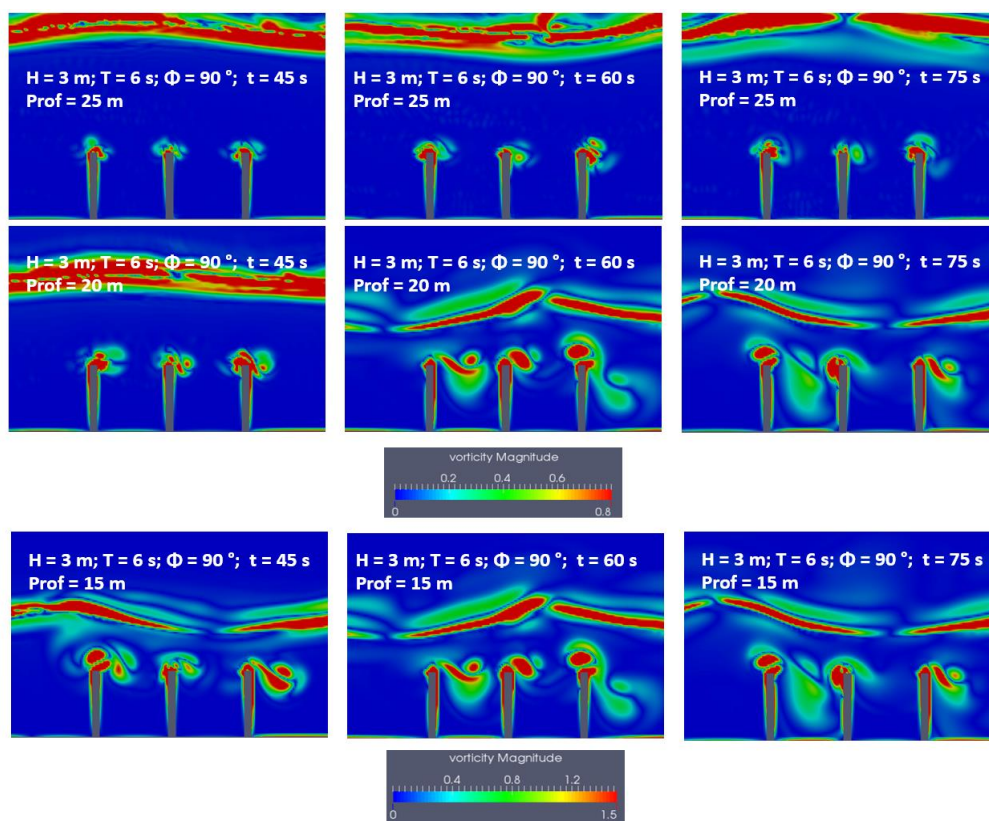 H = 3 m; T = 6 s; Φ = 90 °; t = 45 s
Prof = 25 m
H = 3 m; T = 6 s; Φ = 90 °; t = 60 s
Prof = 25 m
H = 3 m; T = 6 s; Φ = 90 °; t = 75 s
Prof = 25 m
H = 3 m; T = 6 s; Φ = 90 °; t = 45 s
Prof = 20 m
H = 3 m; T = 6 s; Φ = 90 °; t = 60 s
Prof = 20 m
H = 3 m; T = 6 s; Φ = 90 °; t = 75 s
Prof = 20 m
vorticity Magnitude
0.2 0.4 0.6
0 0.8
H = 3 m; T = 6 s; Φ = 90 °; t = 45 s
Prof = 15 m
H = 3 m; T = 6 s; Φ = 90 °; t = 60 s
Prof = 15 m
H = 3 m; T = 6 s; Φ = 90 °; t = 75 s
Prof = 15 m
vorticity Magnitude
0.4 0.8 1.2
0 1.5